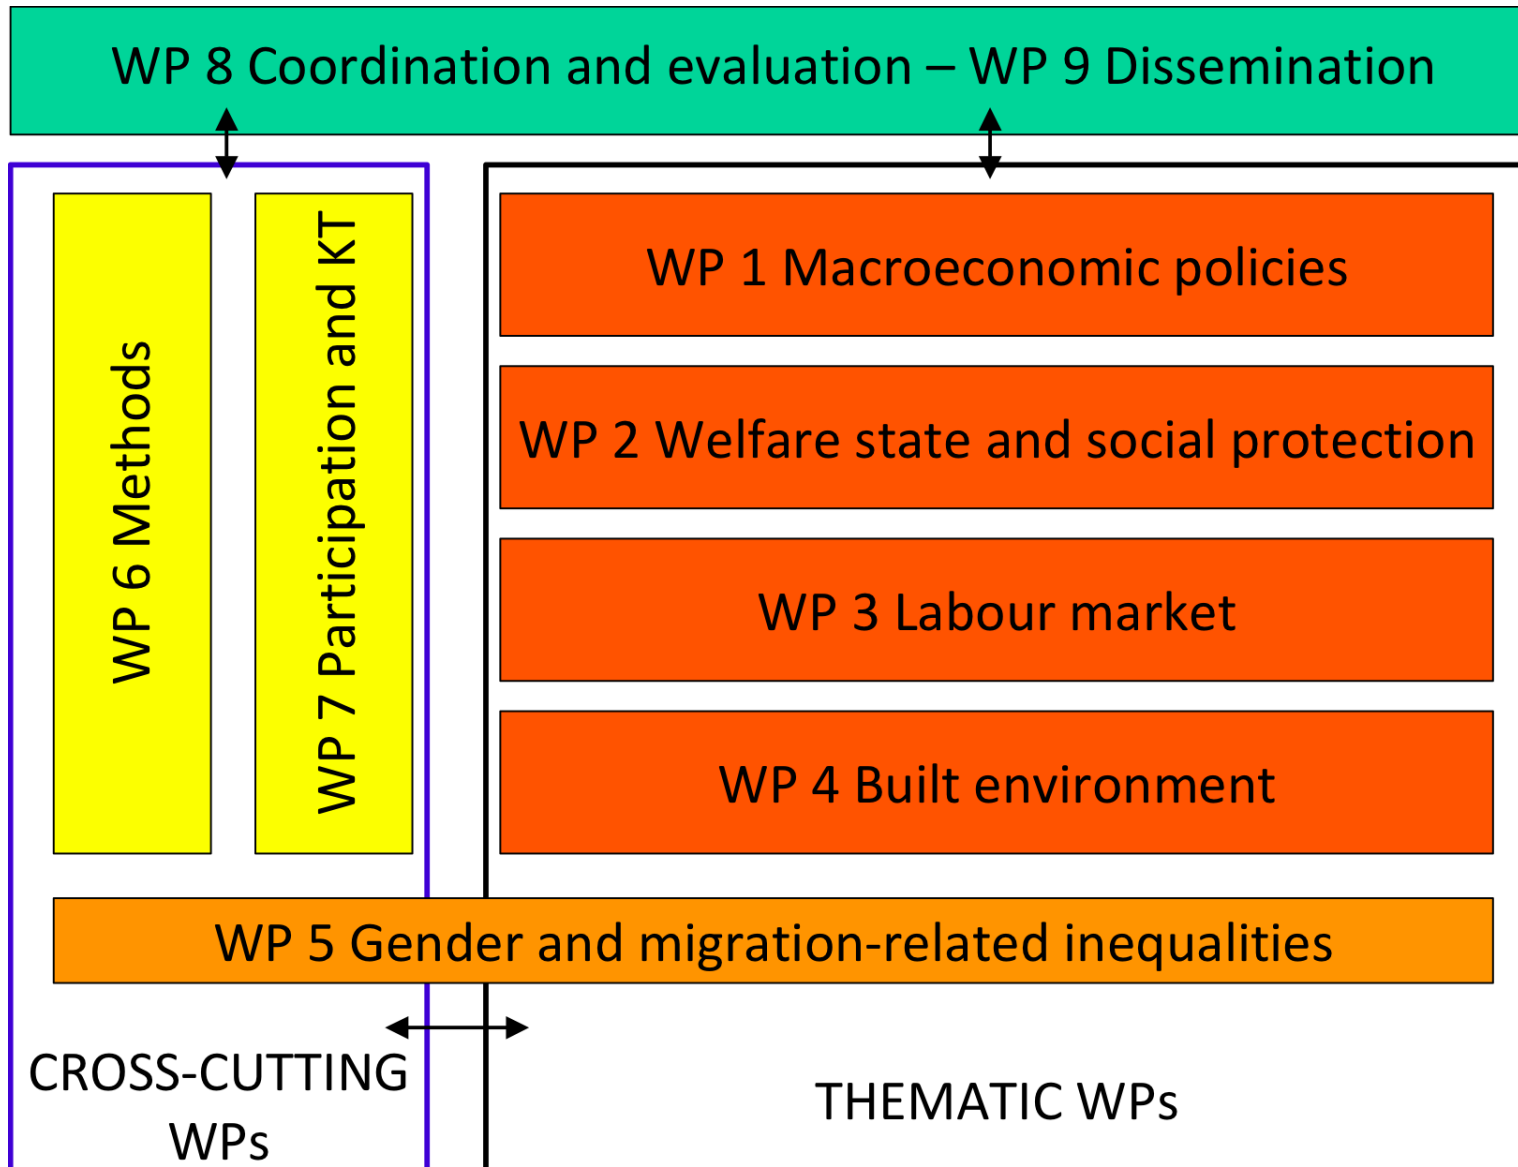 WP 8 Coordination and evaluation – WP 9 Dissemination
WP 6 Methods
WP 7 Participation and KT
WP 1 Macroeconomic policies
WP 2 Welfare state and social protection
WP 3 Labour market
WP 4 Built environment
WP 5 Gender and migration-related inequalities
CROSS-CUTTING
WPs
THEMATIC WPs